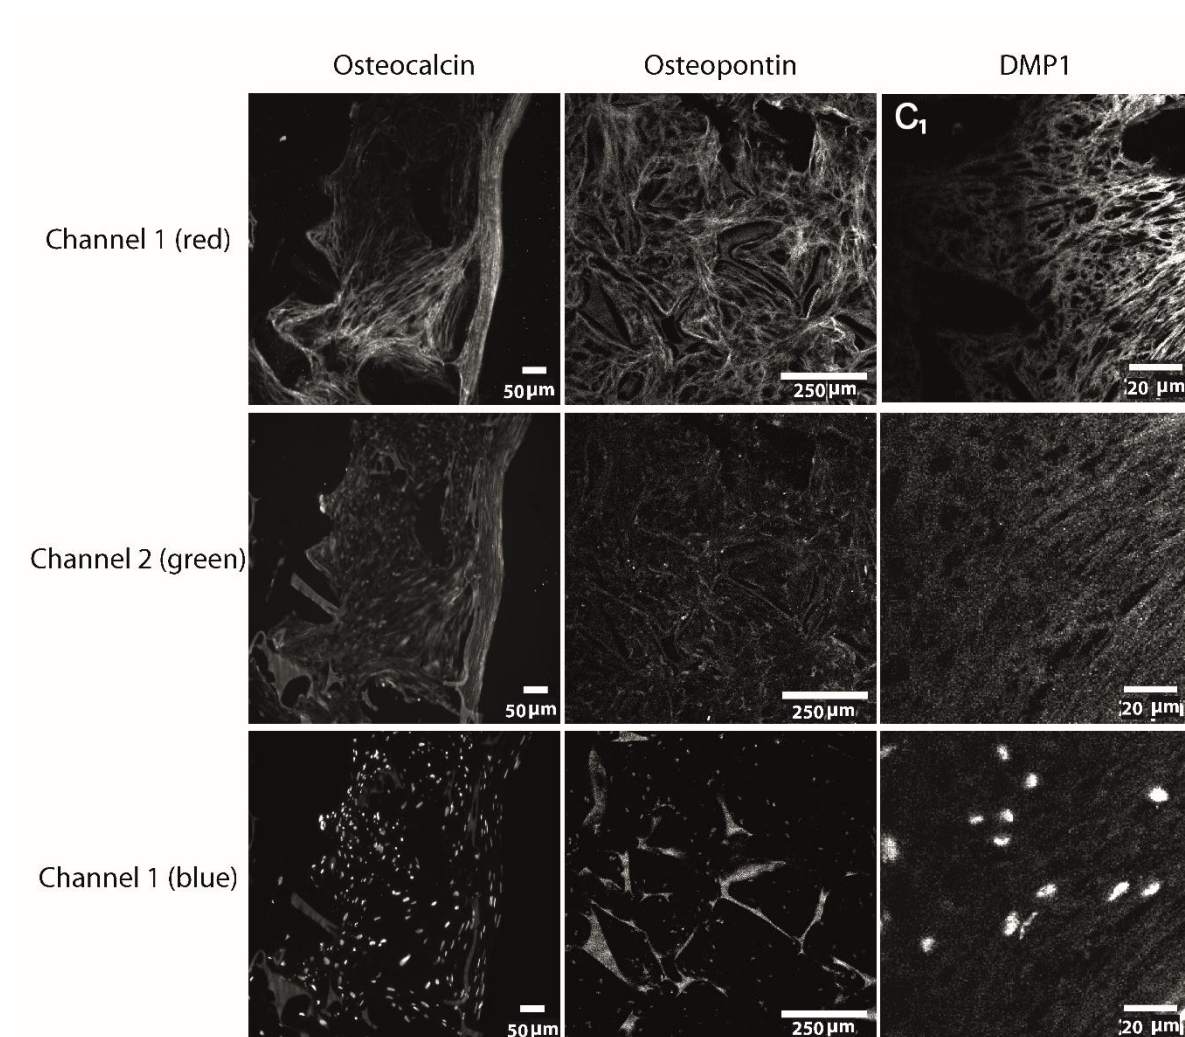 Osteocalcin Osteopontin DMP1
C₁
Channel 1 (red)
50 µm 250 µm 20 µm
Channel 2 (green)
50 µm 250 µm 20 µm
Channel 1 (blue)
50 µm 250 µm 20 µm